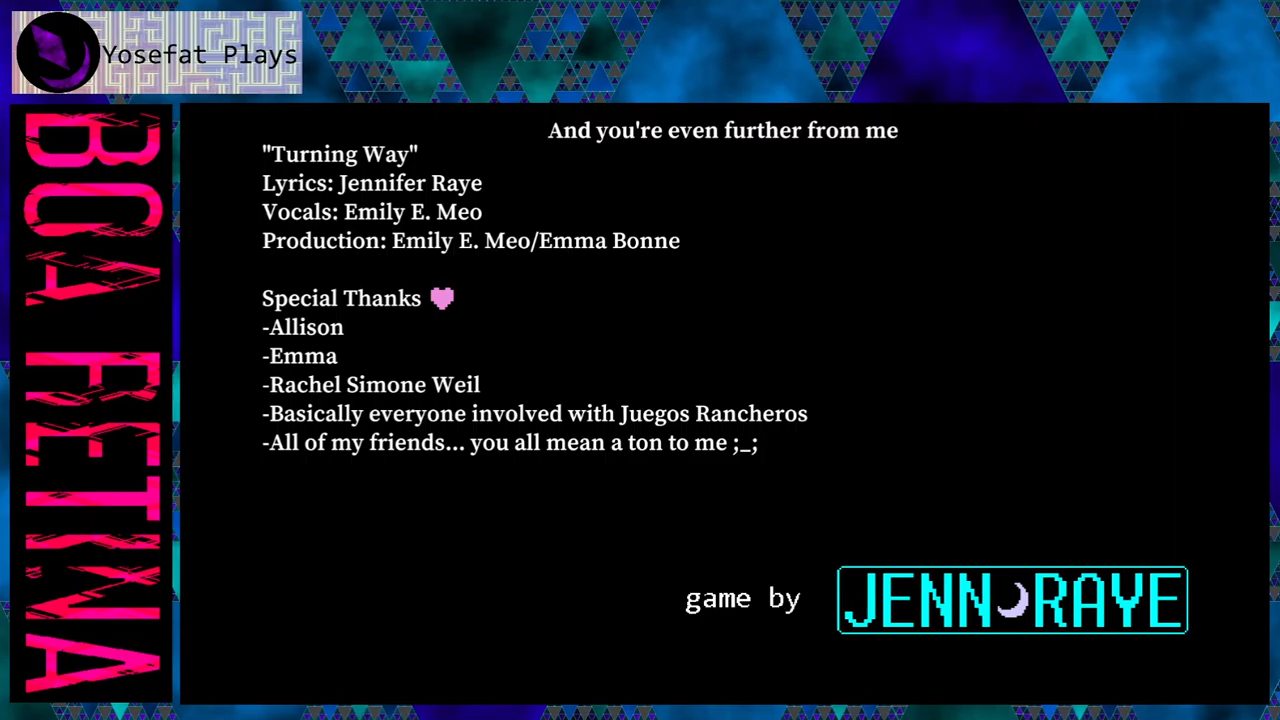 Yosefat Plays
BOA RETINA
And you're even further from me
"Turning Way"
Lyrics: Jennifer Raye
Vocals: Emily E. Meo
Production: Emily E. Meo/Emma Bonne
Special Thanks
-Allison
-Emma
-Rachel Simone Weil
-Basically everyone involved with Juegos Rancheros
-All of my friends... you all mean a ton to me ;_;
game by
JENN RAYE